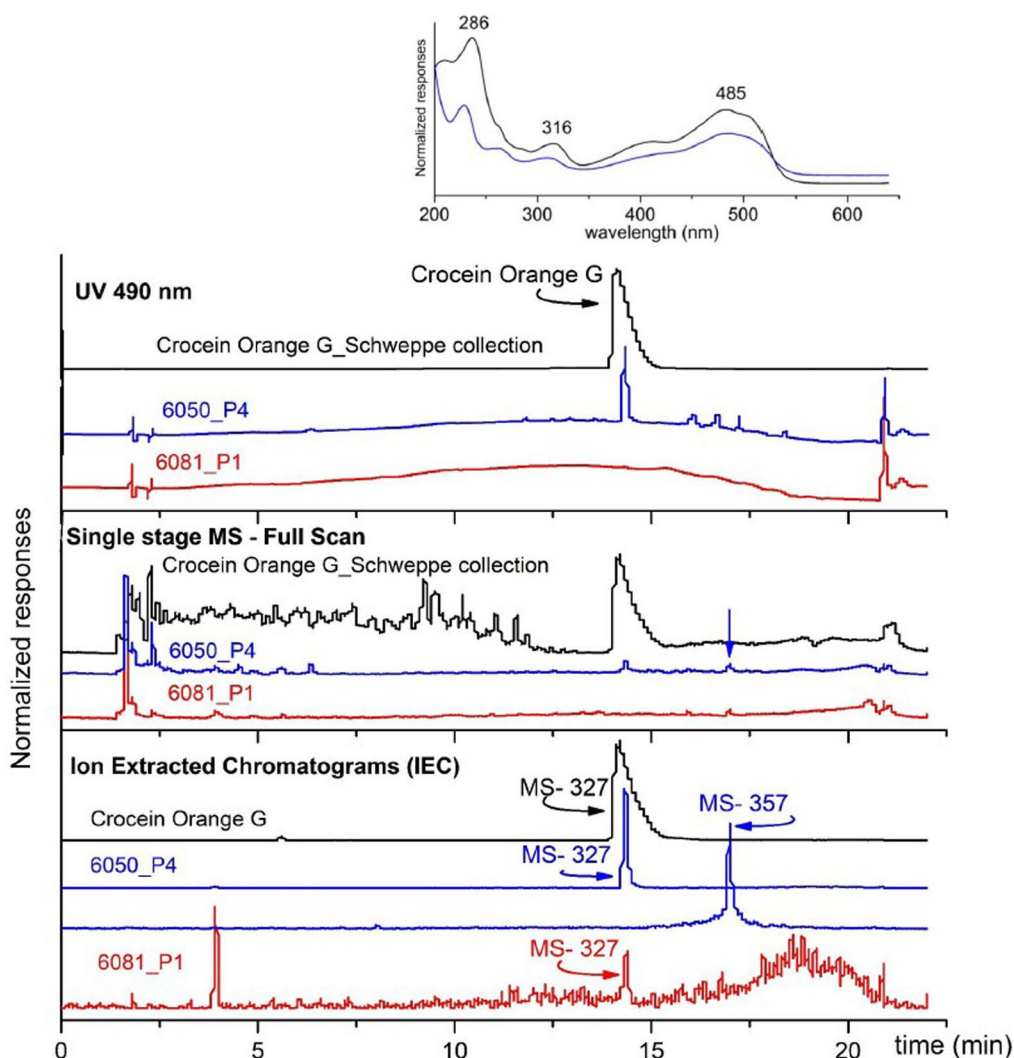 286
316
485
Normalized responses
200 300 400 500 600
wavelength (nm)
UV 490 nm
Crocein Orange G
Crocein Orange G_Schweppe collection
6050_P4
6081_P1
Single stage MS - Full Scan
Crocein Orange G_Schweppe collection
6050_P4
6081_P1
Normalized responses
Ion Extracted Chromatograms (IEC)
MS- 327
MS- 357
Crocein Orange G
6050_P4
MS- 327
6081_P1
MS- 327
0 5 10 15 20 time (min)